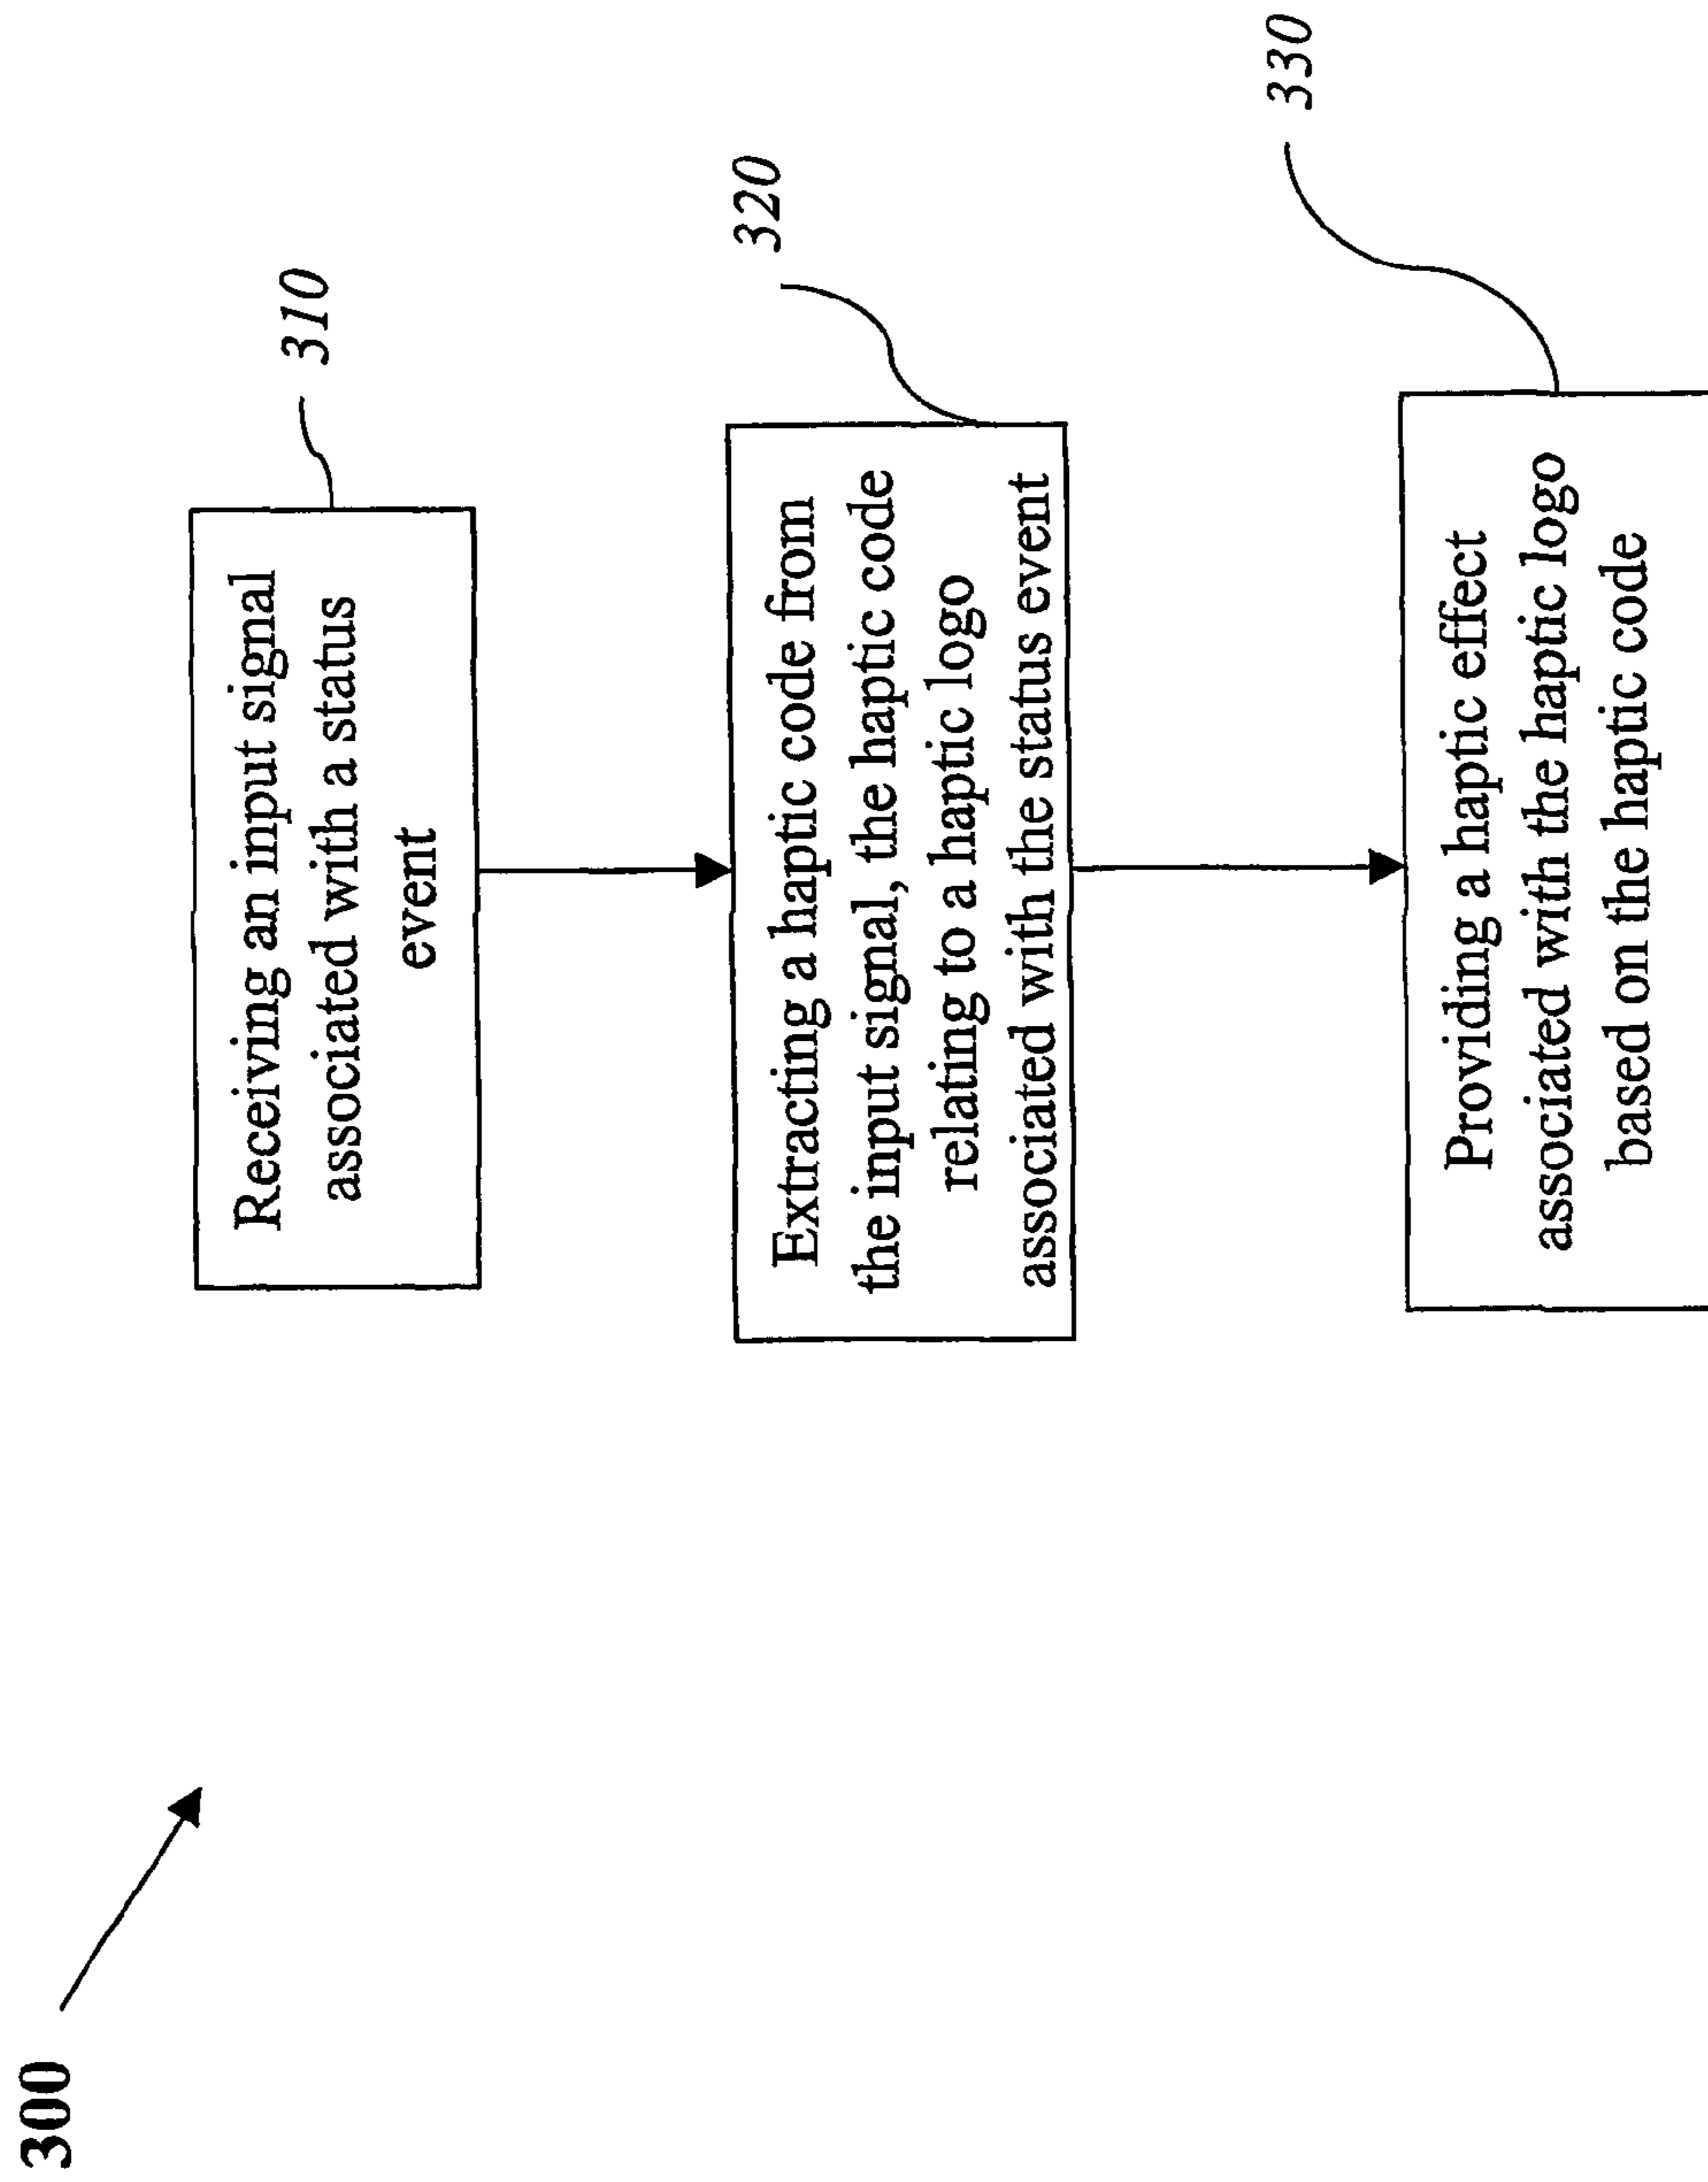 300
Receiving an input signal
associated with a status
event
310
Extracting a haptic code from
the input signal, the haptic code
relating to a haptic logo
associated with the status event
320
Providing a haptic effect
associated with the haptic logo
based on the haptic code
330